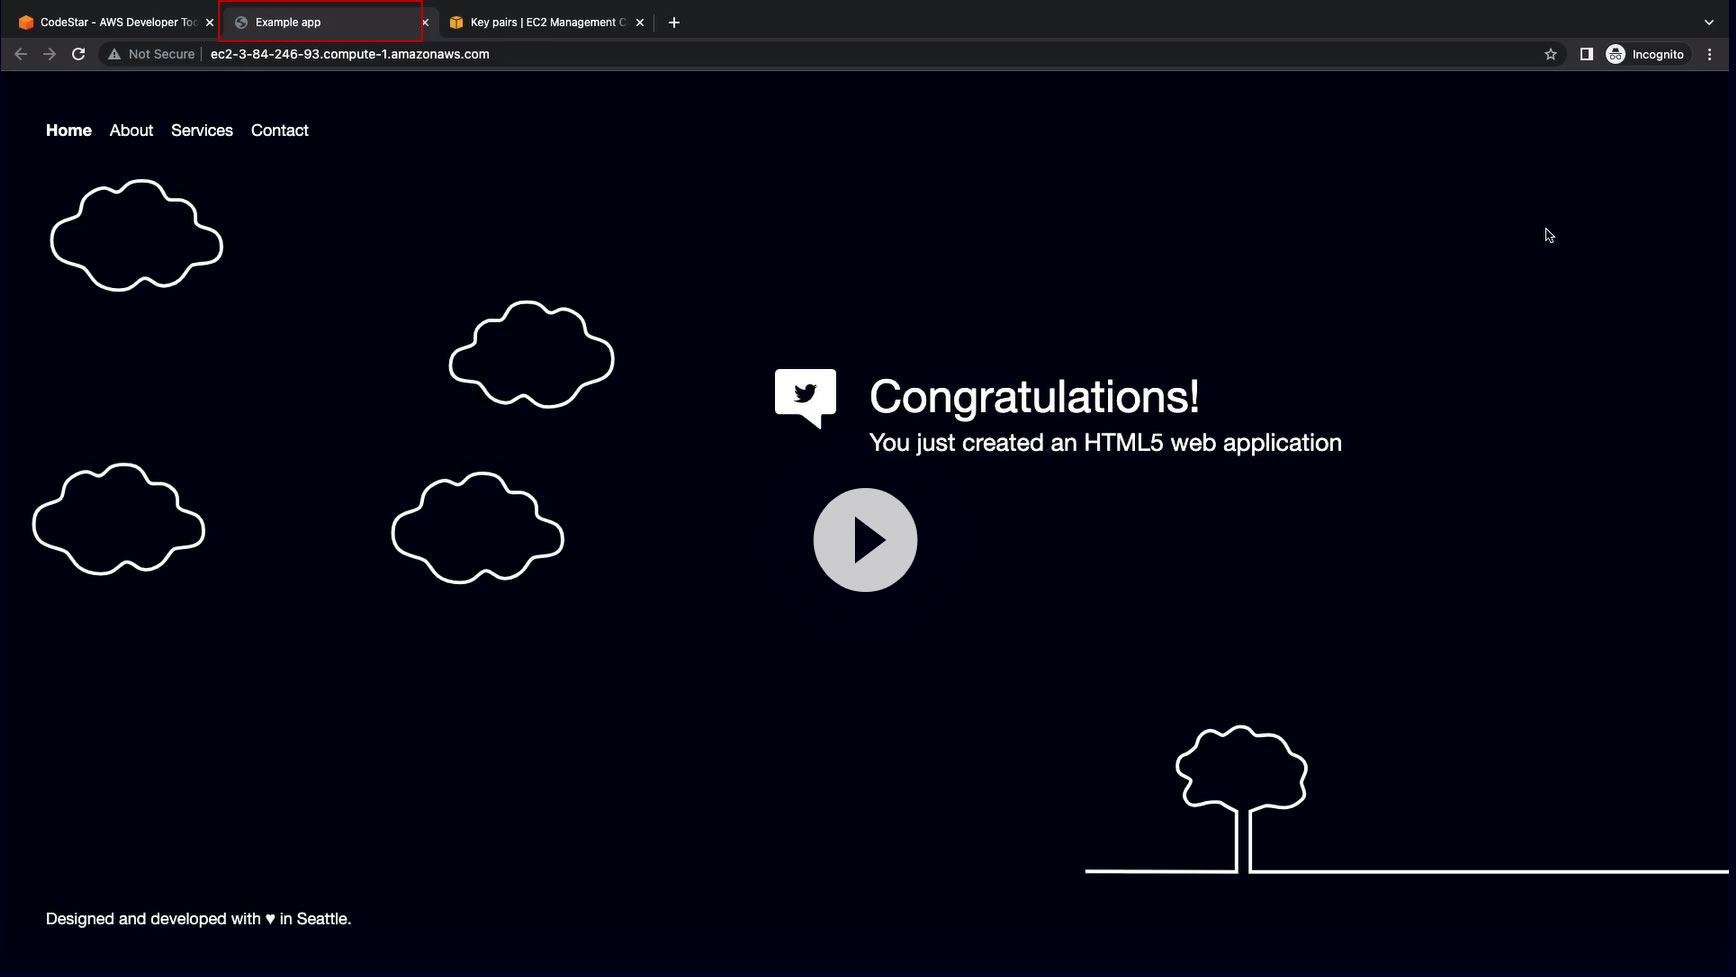 CodeStar - AWS Developer Too
Example app
Key pairs | EC2 Management C
Not Secure
ec2-3-84-246-93.compute-1.amazonaws.com
Incognito
Home About Services Contact
Congratulations!
You just created an HTML5 web application
Designed and developed with ♥ in Seattle.